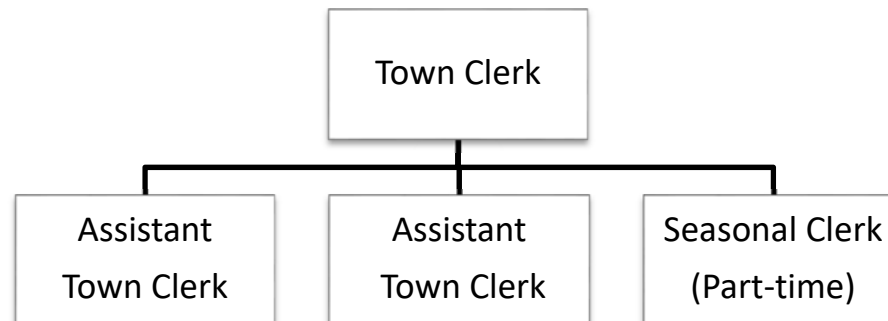 Town Clerk
Assistant
Town Clerk
Assistant
Town Clerk
Seasonal Clerk
(Part-time)